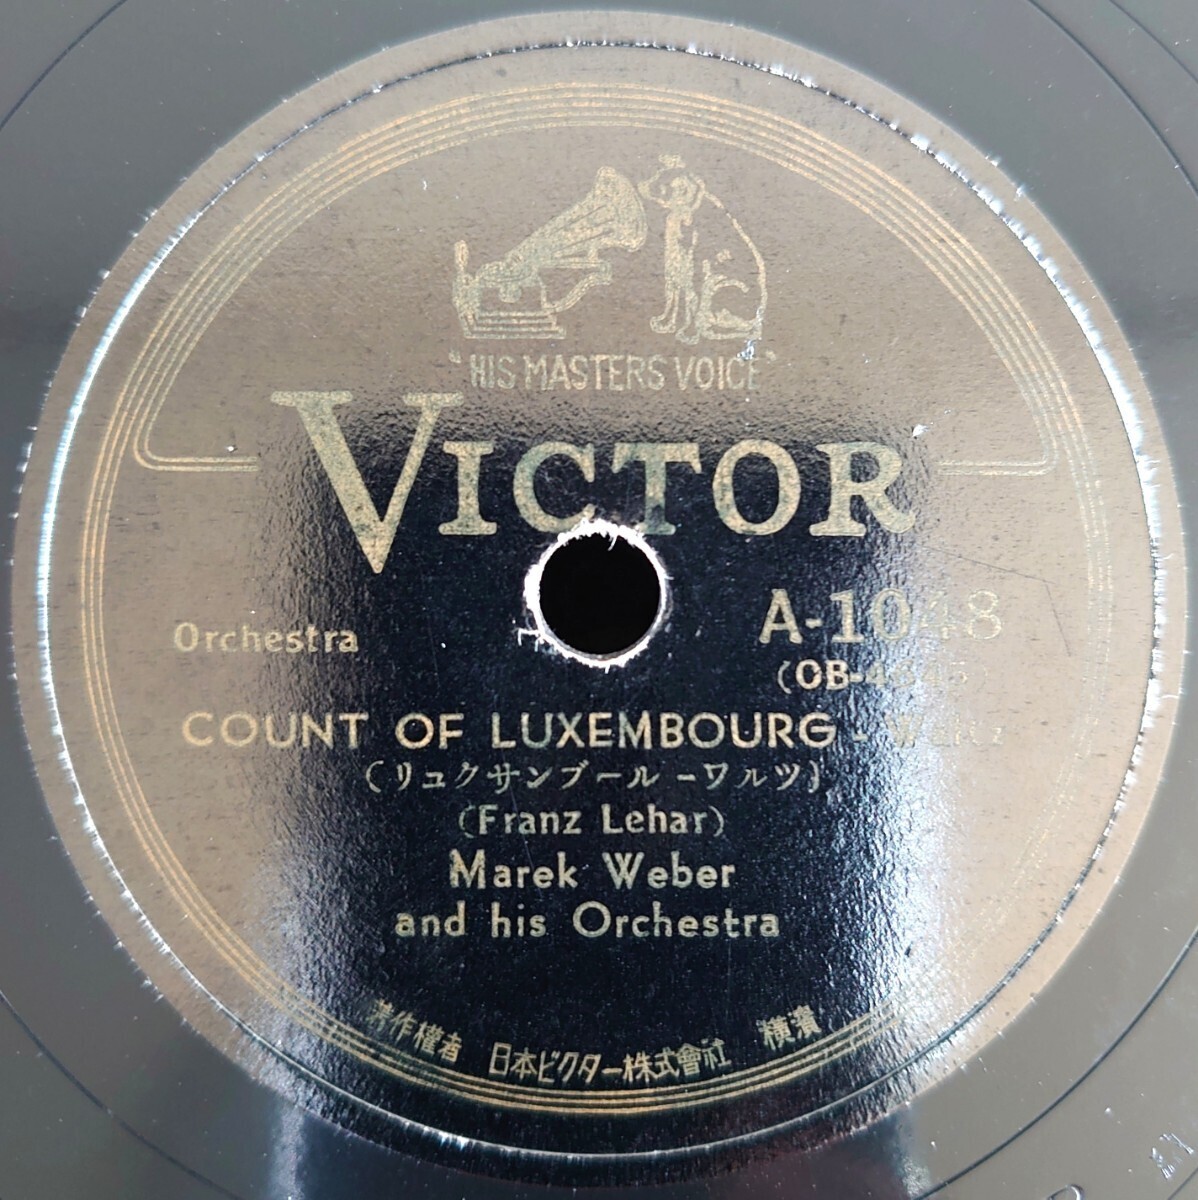 "HIS MASTERS VOICE"
VICTOR
Orchestra
A-1048
COUNT OF LUXEMBOURG - Waltz
(リュクサンブール-ワルツ)
(Franz Lehar)
Marek Weber
and his Orchestra
著作權者 日本ビクター株式會社 横濱